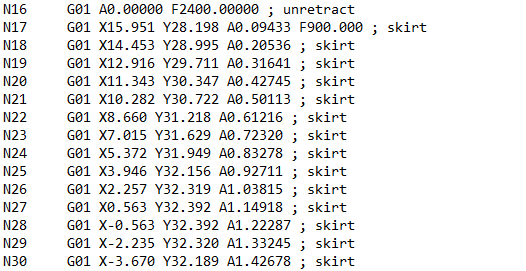 N16 G01 A0.00000 F2400.00000 ; unretract
N17 G01 X15.951 Y28.198 A0.09433 F900.000 ; skirt
N18 G01 X14.453 Y28.995 A0.20536 ; skirt
N19 G01 X12.916 Y29.711 A0.31641 ; skirt
N20 G01 X11.343 Y30.347 A0.42745 ; skirt
N21 G01 X10.282 Y30.722 A0.50113 ; skirt
N22 G01 X8.660 Y31.218 A0.61216 ; skirt
N23 G01 X7.015 Y31.629 A0.72320 ; skirt
N24 G01 X5.372 Y31.949 A0.83278 ; skirt
N25 G01 X3.946 Y32.156 A0.92711 ; skirt
N26 G01 X2.257 Y32.319 A1.03815 ; skirt
N27 G01 X0.563 Y32.392 A1.14918 ; skirt
N28 G01 X-0.563 Y32.392 A1.22287 ; skirt
N29 G01 X-2.235 Y32.320 A1.33245 ; skirt
N30 G01 X-3.670 Y32.189 A1.42678 ; skirt